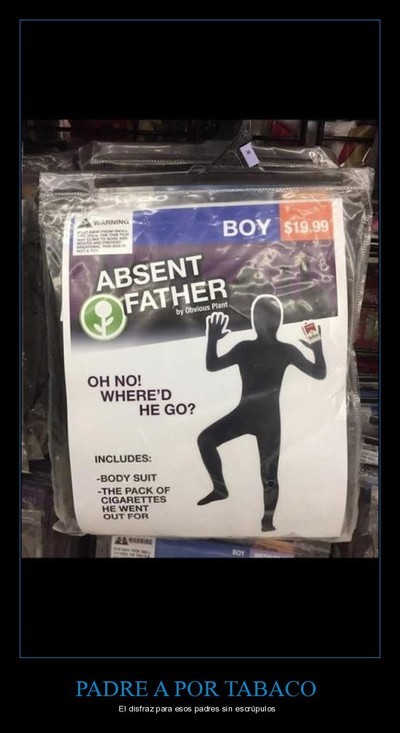 WARNING
BOY
$19.99
ABSENT
FATHER
by Obvious Plant
OH NO!
WHERE'D
HE GO?
INCLUDES:
-BODY SUIT
-THE PACK OF
CIGARETTES
HE WENT
OUT FOR
WARNING
BOY
PADRE A POR TABACO
El disfraz para esos padres sin escrúpulos